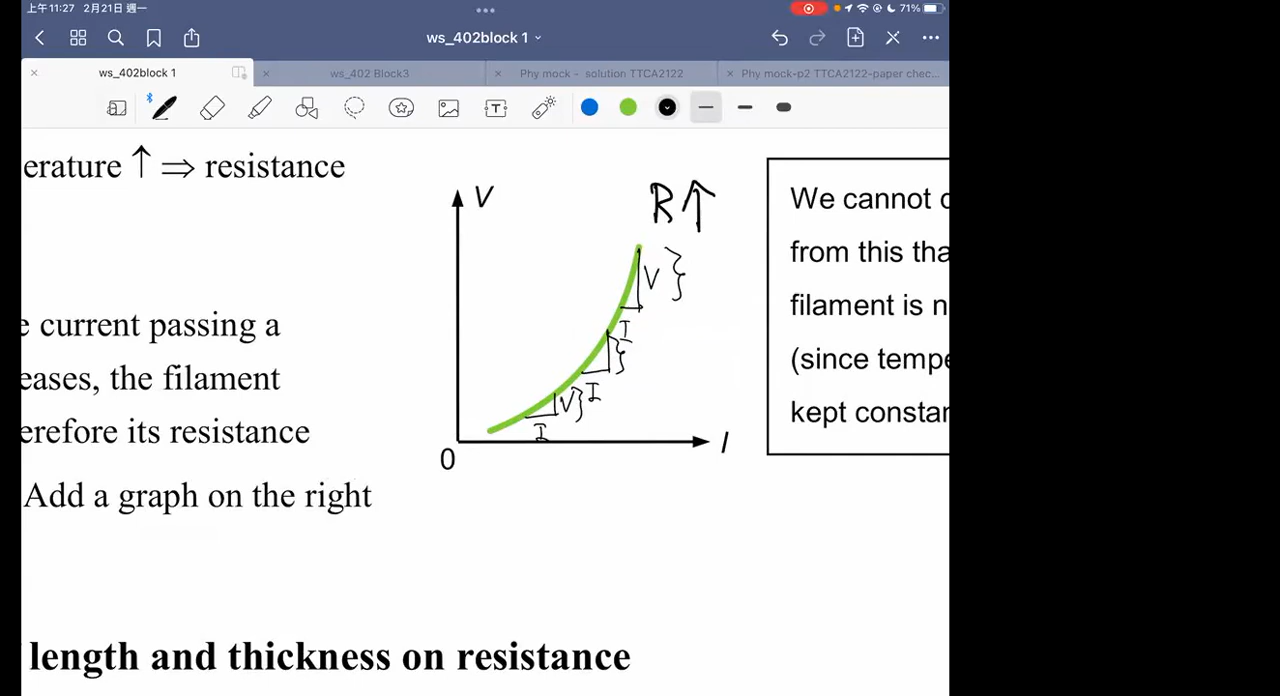 上午11:27 2月21日 週一
71%
ws_402block 1
ws_402block 1
ws_402 Block3
Phy mock - solution TTCA2122
Phy mock-p2 TTCA2122-paper chec...
erature ↑ ⇒ resistance
e current passing a
eases, the filament
erefore its resistance
Add a graph on the right
V
R↑
V
I
V
I
I
0
I
We cannot
from this tha
filament is n
(since tempe
kept constan
length and thickness on resistance